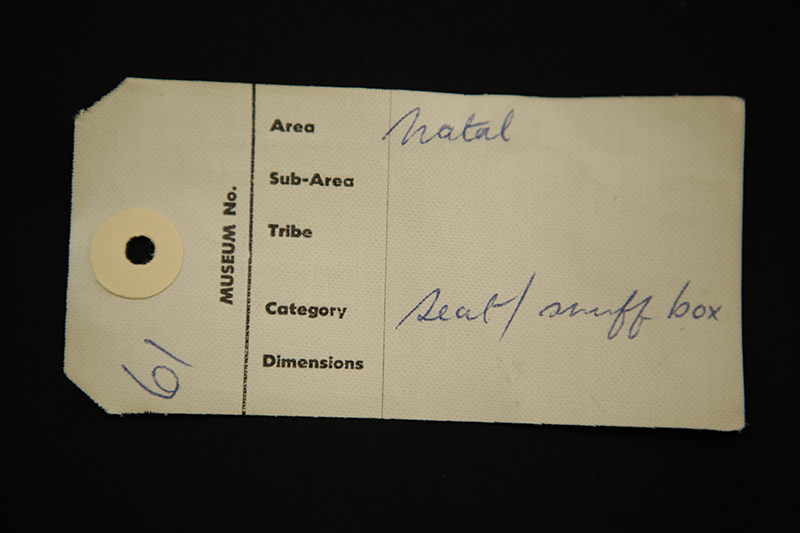 MUSEUM No.
61
Area Natal
Sub-Area
Tribe
Category seat/ snuff box
Dimensions